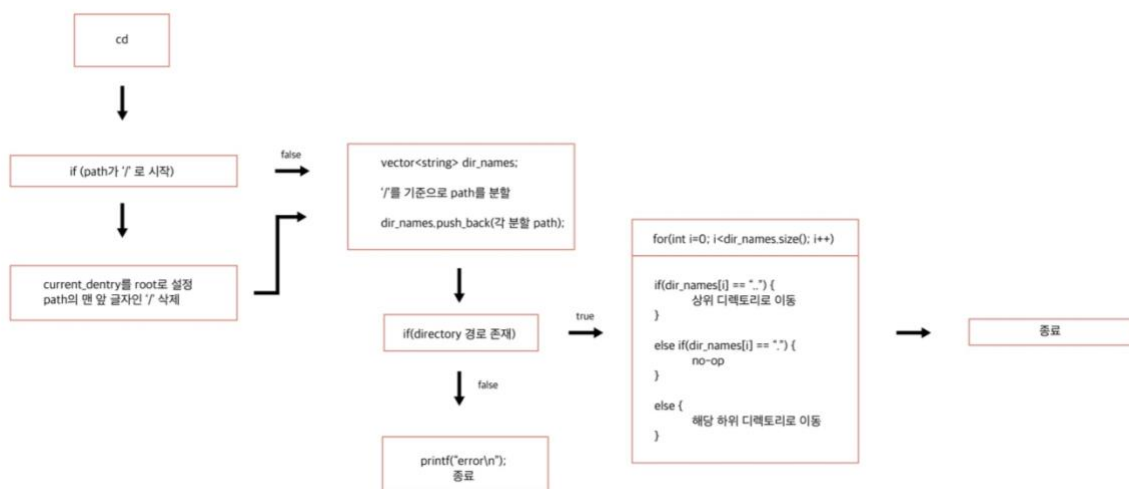 cd
if (path가 '/' 로 시작)
false
current_dentry를 root로 설정
path의 맨 앞 글자인 '/' 삭제
vector<string> dir_names;
'/'를 기준으로 path를 분할
dir_names.push_back(각 분할 path);
if(directory 경로 존재)
true
false
printf("error\n");
종료
for(int i=0; i<dir_names.size(); i++)
if(dir_names[i] == "..") {
상위 디렉토리로 이동
}
else if(dir_names[i] == ".") {
no-op
}
else {
해당 하위 디렉토리로 이동
}
종료